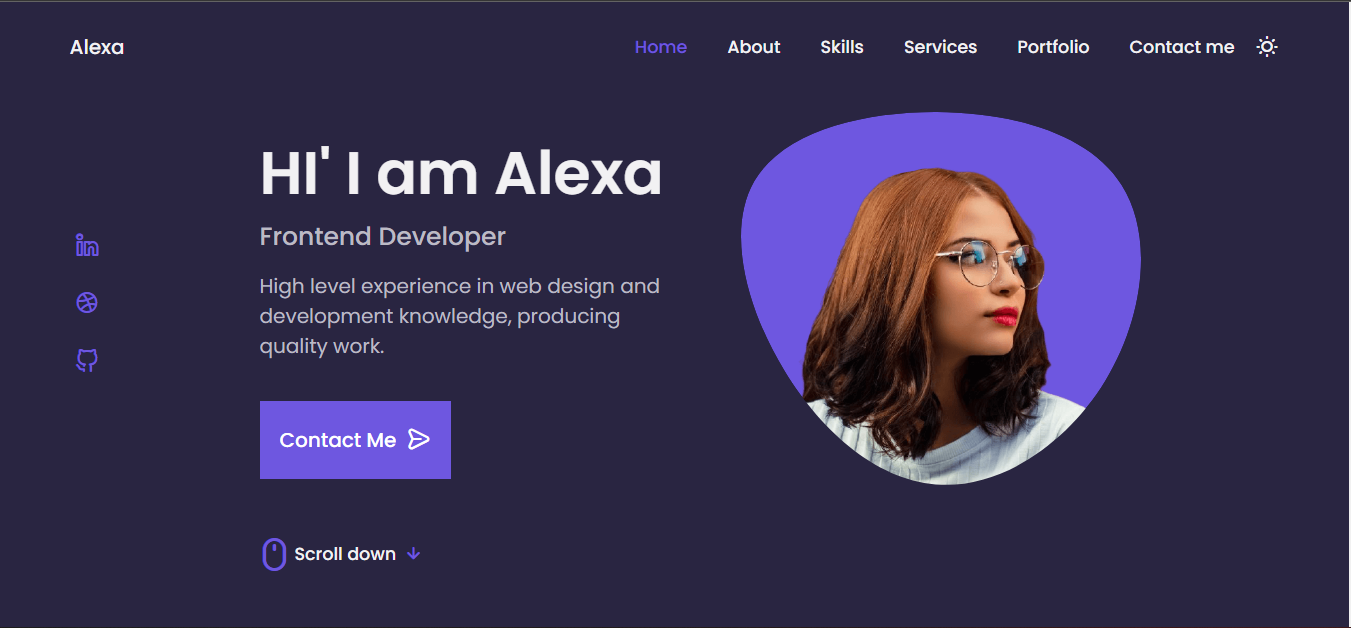 Alexa
Home About Skills Services Portfolio Contact me
HI' I am Alexa
Frontend Developer
High level experience in web design and
development knowledge, producing
quality work.
Contact Me
Scroll down